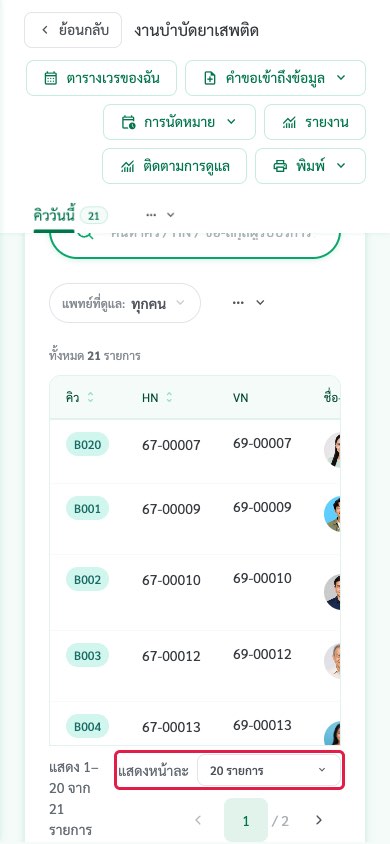 ย้อนกลับ งานบำบัดยาเสพติด
ตารางเวรของฉัน คำขอเข้าถึงข้อมูล
การนัดหมาย รายงาน
ติดตามการดูแล พิมพ์
คิววันนี้ 21 ...
แพทย์ที่ดูแล: ทุกคน ...
ทั้งหมด 21 รายการ
คิว HN VN
B020 67-00007 69-00007
B001 67-00009 69-00009
B002 67-00010 69-00010
B003 67-00012 69-00012
B004 67-00013 69-00013
แสดง 1–
20 จาก
21
รายการ
แสดงหน้าละ 20 รายการ
1 / 2